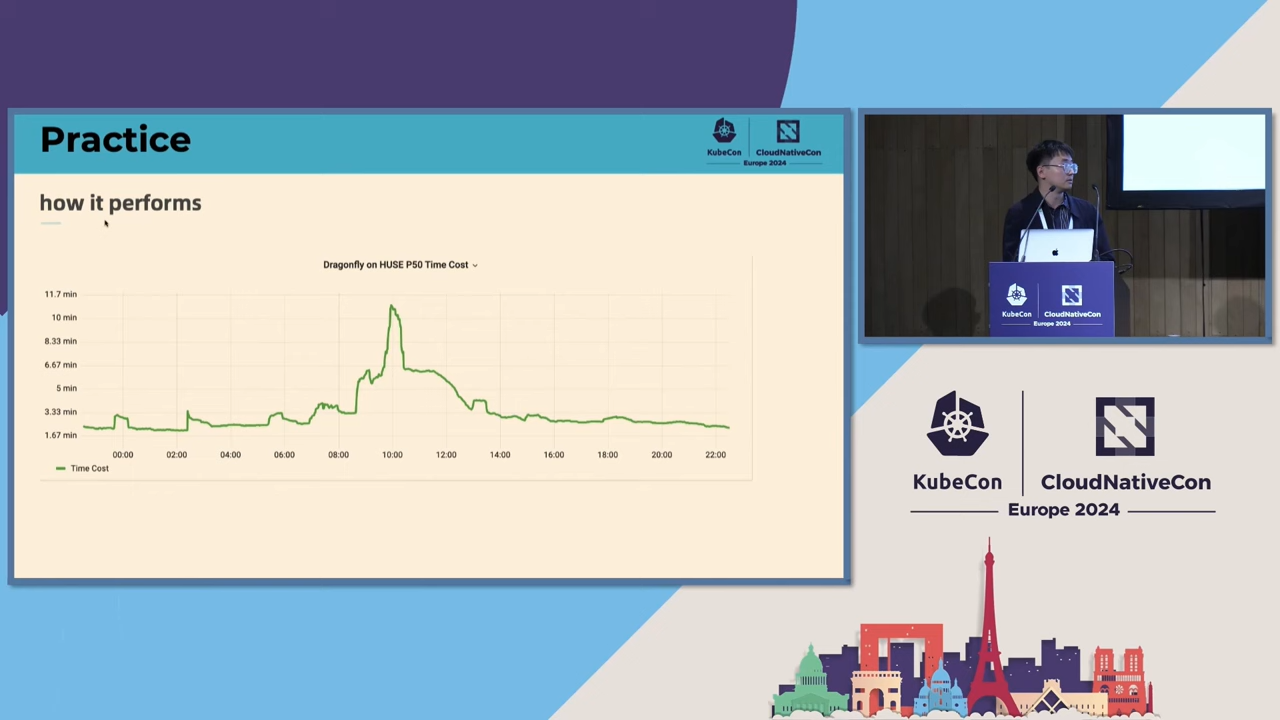 Practice
KubeCon
CloudNativeCon
Europe 2024
how it performs
Dragonfly on HUSE P50 Time Cost
11.7 min
10 min
8.33 min
6.67 min
5 min
3.33 min
1.67 min
00:00
02:00
04:00
06:00
08:00
10:00
12:00
14:00
16:00
18:00
20:00
22:00
Time Cost
KubeCon
CloudNativeCon
Europe 2024
KubeCon
CloudNativeCon
Europe 2024